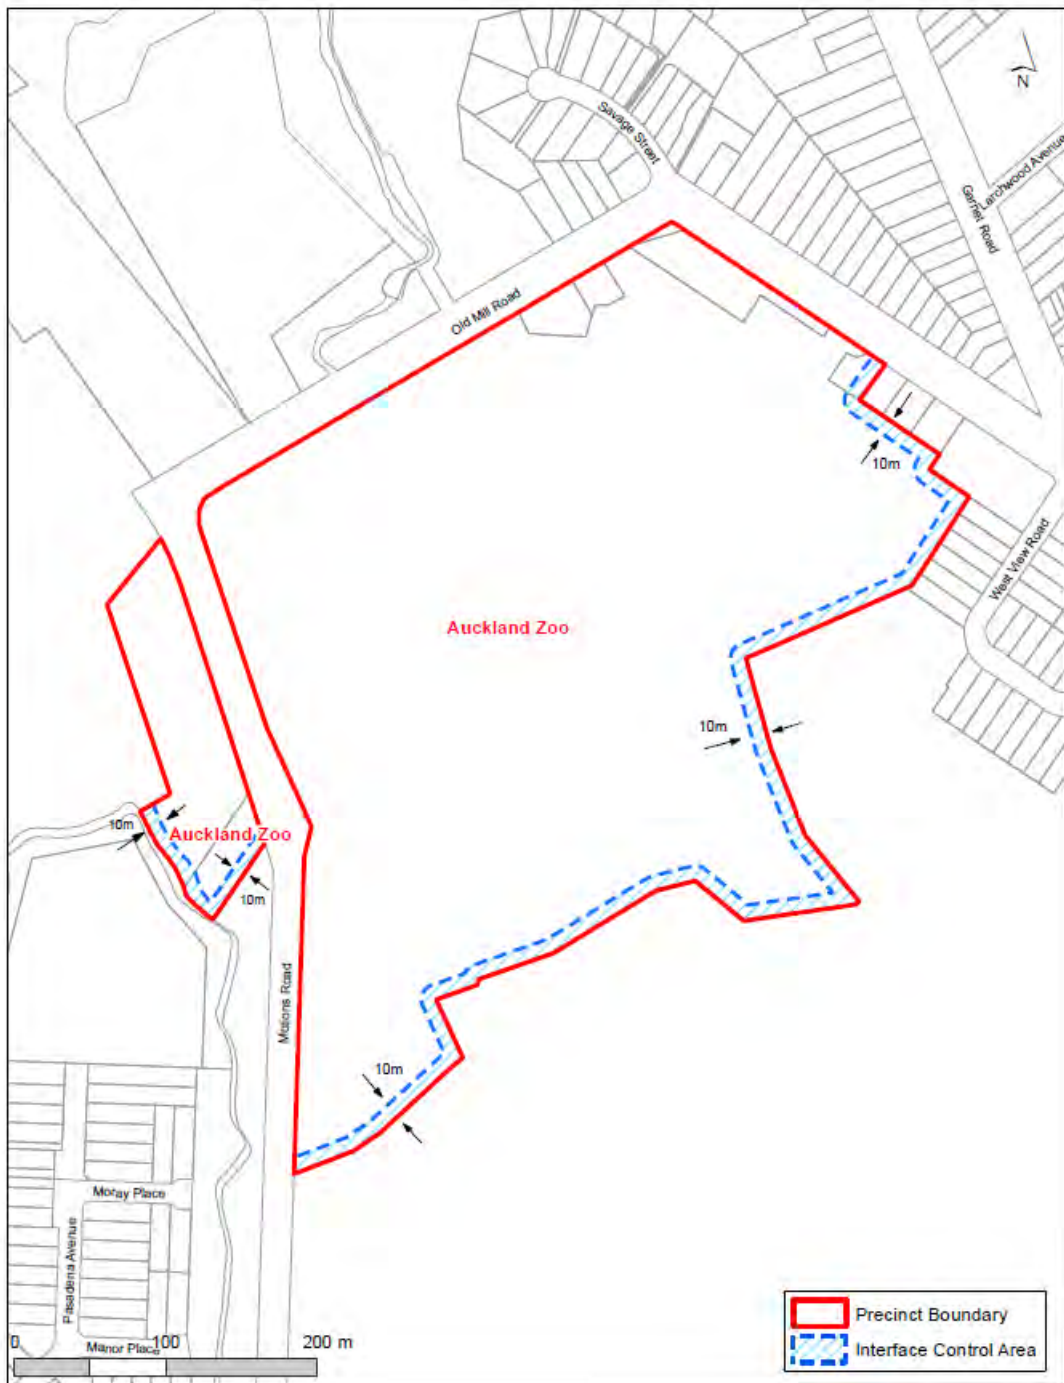 N
Savage Street
Larchwood Avenue
Garnet Road
Old Mill Road
10m
West View Road
Auckland Zoo
10m
10m
Auckland Zoo
10m
Motions Road
10m
Moray Place
Pasadena Avenue
Manor Place
0 100 200 m
Precinct Boundary
Interface Control Area